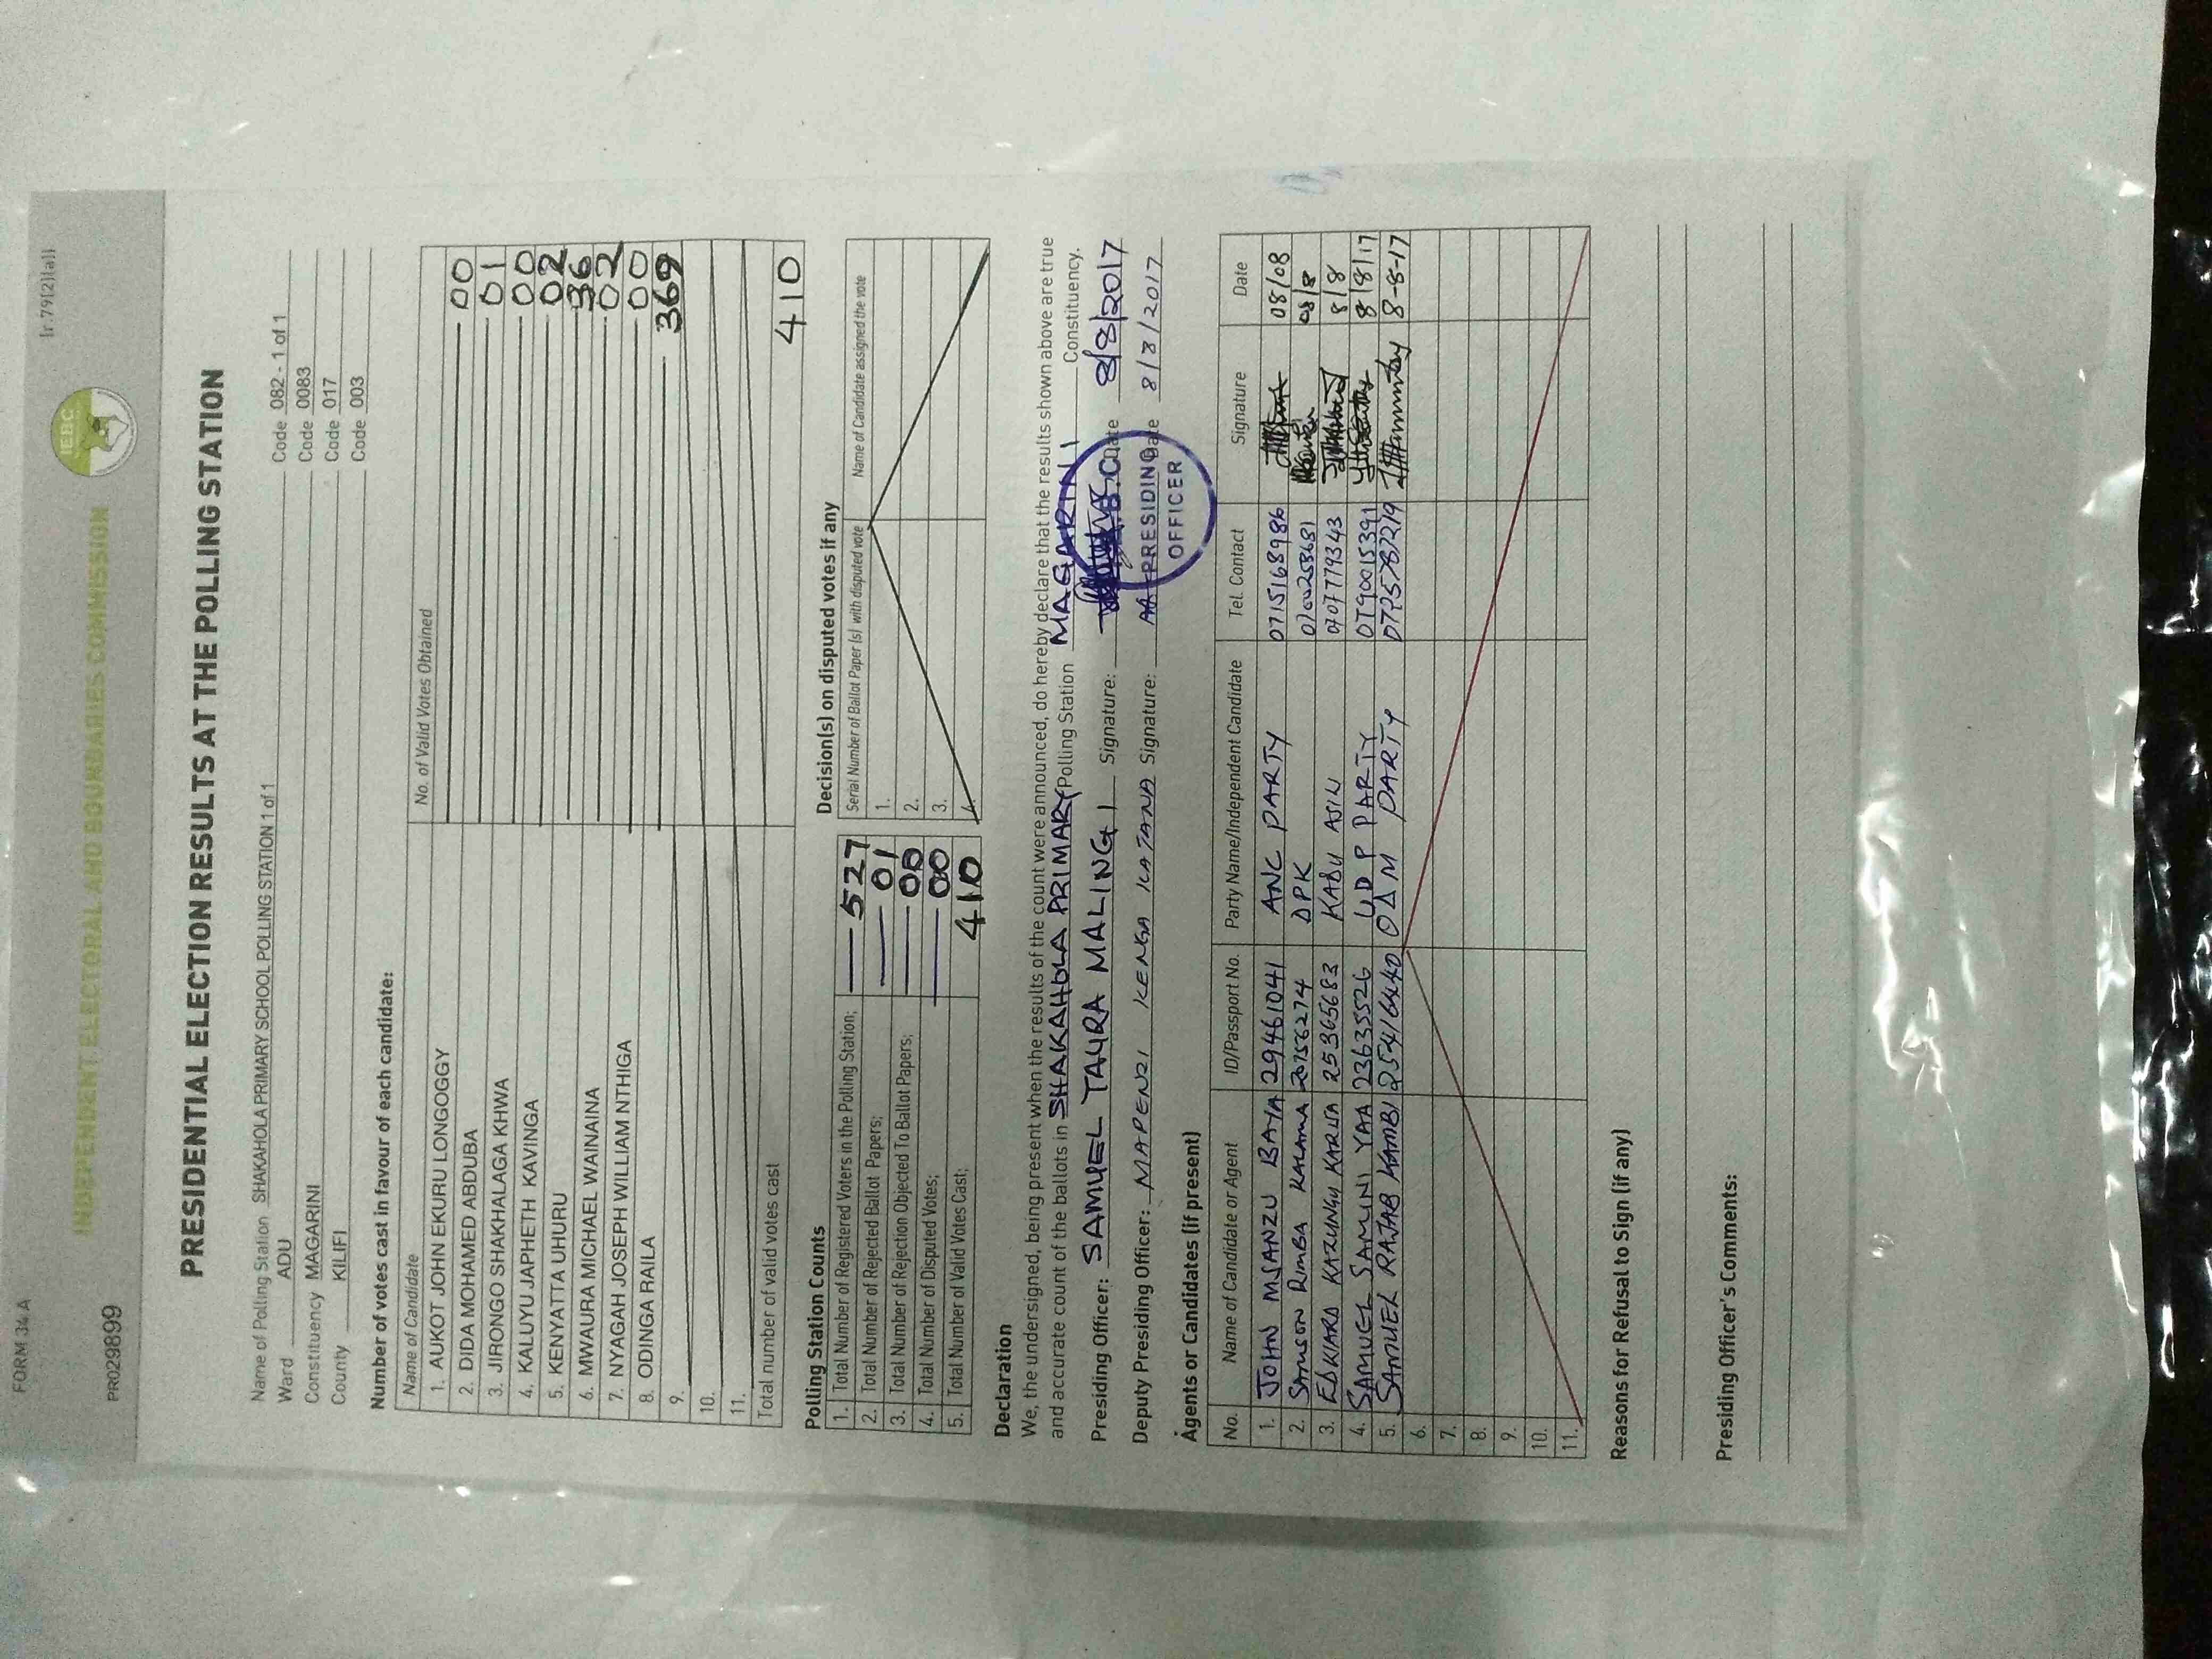 FORM 34 A
[r.79(2)(a)]
IEBC
INDEPENDENT ELECTORAL AND BOUNDARIES COMMISSION
PR029899
PRESIDENTIAL ELECTION RESULTS AT THE POLLING STATION
Name of Polling Station SHAKAHOLA PRIMARY SCHOOL POLLING STATION 1 of 1 Code 082 - 1 of 1
Ward ADU Code 0083
Constituency MAGARINI Code 017
County KILIFI Code 003
Number of votes cast in favour of each candidate:
Name of Candidate No. of Valid Votes Obtained
1. AUKOT JOHN EKURU LONGOGGY 00
2. DIDA MOHAMED ABDUBA 01
3. JIRONGO SHAKHALAGA KHWA 00
4. KALUYU JAPHETH KAVINGA 02
5. KENYATTA UHURU 36
6. MWAURA MICHAEL WAINAINA 02
7. NYAGAH JOSEPH WILLIAM NTHIGA 00
8. ODINGA RAILA 369
9.
10.
11.
Total number of valid votes cast 410
Polling Station Counts
1. Total Number of Registered Voters in the Polling Station; 527
2. Total Number of Rejected Ballot Papers; 01
3. Total Number of Rejection Objected To Ballot Papers; 00
4. Total Number of Disputed Votes; 00
5. Total Number of Valid Votes Cast; 410
Decision(s) on disputed votes if any
Serial Number of Ballot Paper (s) with disputed vote Name of Candidate assigned the vote
1.
2.
3.
4.
Declaration
We, the undersigned, being present when the results of the count were announced, do hereby declare that the results shown above are true
and accurate count of the ballots in SHAKAHOLA PRIMARY Polling Station MAGARINI Constituency.
Presiding Officer: SAMUEL TAURA MALINGI Signature: Date 8/8/2017
Deputy Presiding Officer: MAPENZI KENGA KATANA Signature: Date 8/8/2017
PRESIDING
OFFICER
Agents or Candidates (if present)
No. Name of Candidate or Agent ID/Passport No. Party Name/Independent Candidate Tel. Contact Signature Date
1. JOHN MSANZU BAYA 29461041 ANC PARTY 0715168986 08/08
2. SAMSON RIMBA KALAMA 20756274 DPK 08/8
3. EDWARD KAZUNGU KARISA 25365683 KADU ASILI 0707779343 8/8
4. SAMUEL SAMINI YAA 23635526 UDP PARTY 0790015391 8/8/17
5. SAMUEL RAJAB KAMBI ODM PARTY 8-8-17
6.
7.
8.
9.
10.
11.
Reasons for Refusal to Sign (if any)
Presiding Officer's Comments: